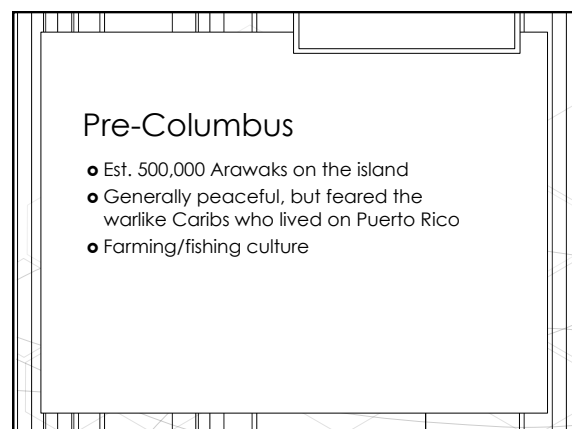 Pre-Columbus
Est. 500,000 Arawaks on the island
Generally peaceful, but feared the
warlike Caribs who lived on Puerto Rico
Farming/fishing culture